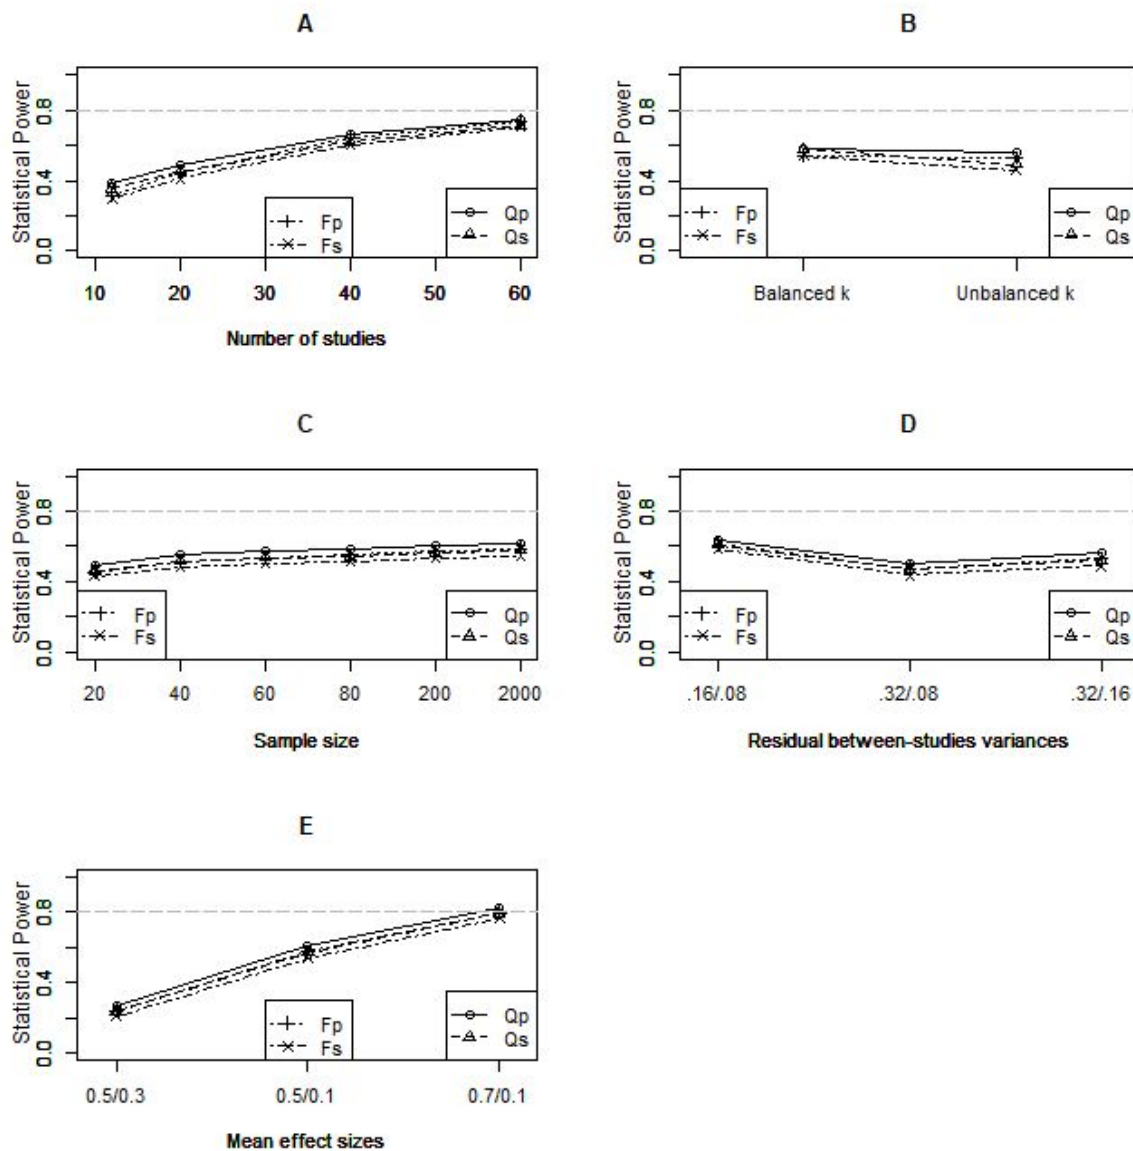 A
Statistical Power
0.8
0.4
0.0
Fp
Fs
Qp
Qs
10 20 30 40 50 60
Number of studies
B
Statistical Power
0.8
0.4
0.0
Fp
Fs
Qp
Qs
Balanced k Unbalanced k
C
Statistical Power
0.8
0.4
0.0
Fp
Fs
Qp
Qs
20 40 60 80 200 2000
Sample size
D
Statistical Power
0.8
0.4
0.0
Fp
Fs
Qp
Qs
.16/.08 .32/.08 .32/.16
Residual between-studies variances
E
Statistical Power
0.8
0.4
0.0
Fp
Fs
Qp
Qs
0.5/0.3 0.5/0.1 0.7/0.1
Mean effect sizes